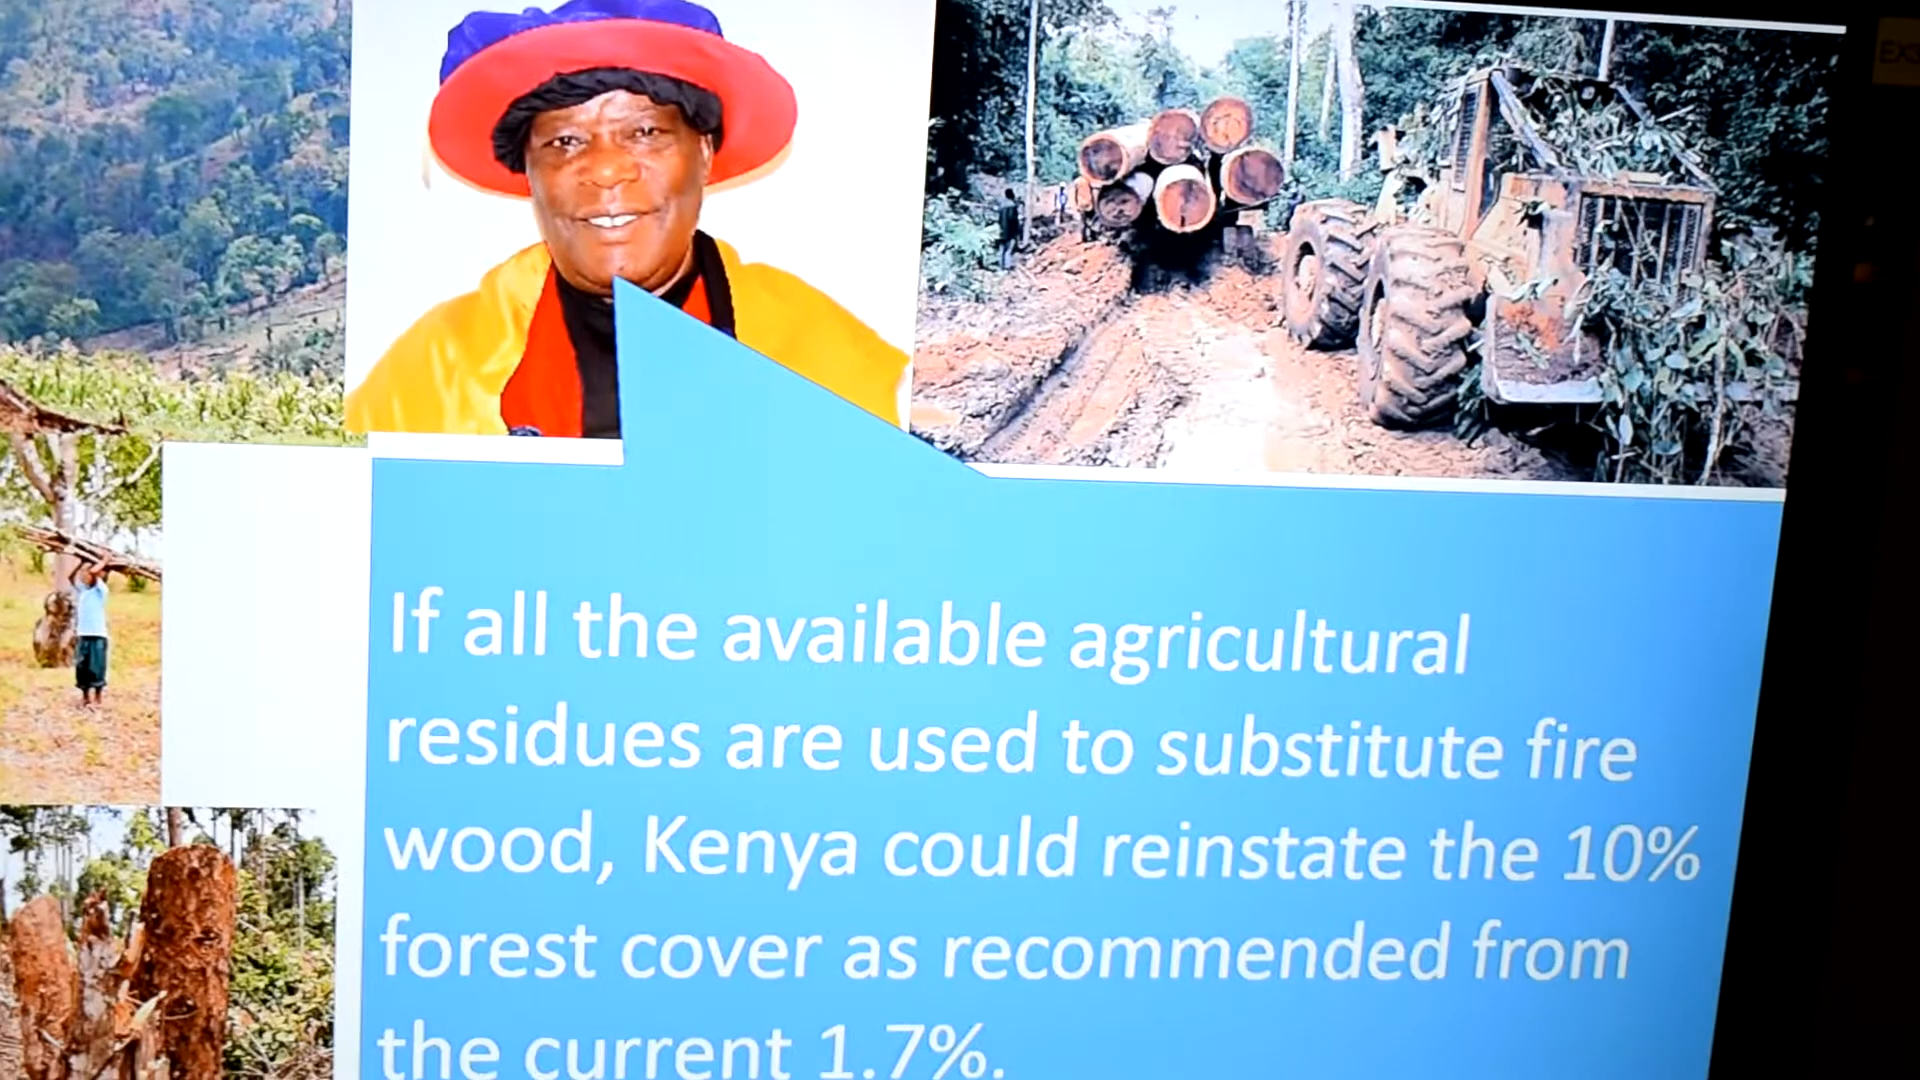 If all the available agricultural
residues are used to substitute fire
wood, Kenya could reinstate the 10%
forest cover as recommended from
the current 1.7%.